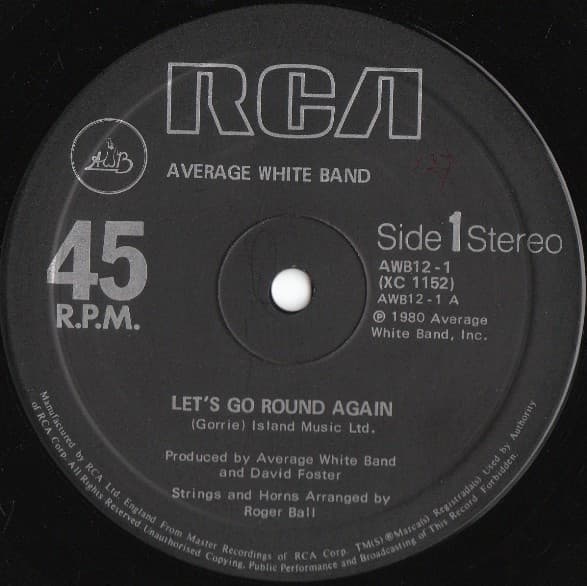 RCA
AWB
AVERAGE WHITE BAND
45
R.P.M.
Side 1 Stereo
AWB12-1
(XC 1152)
AWB12-1 A
℗ 1980 Average
White Band, Inc.
LET'S GO ROUND AGAIN
(Gorrie) Island Music Ltd.
Produced by Average White Band
and David Foster
Strings and Horns Arranged by
Roger Ball
Manufactured by RCA Ltd. England From Master Recordings of RCA Corp. TM(S)®Marca(s) Registrada(s) Used by Authority
of RCA Corp. All Rights Reserved Unauthorised Copying, Public Performance and Broadcasting of This Record Forbidden.